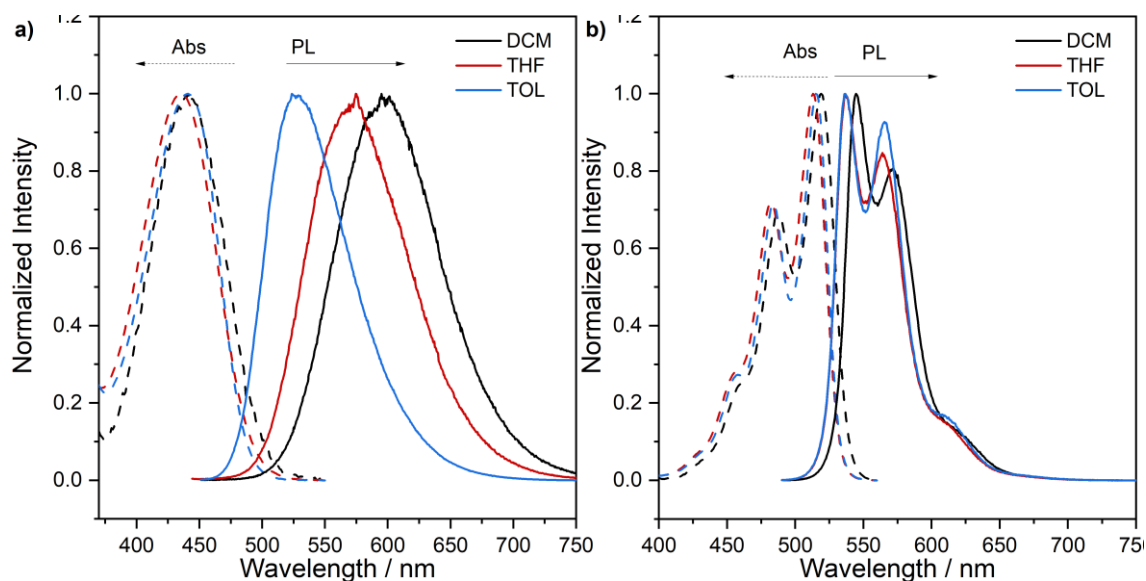 a)
1.2
Abs
PL
DCM
THF
TOL
1.0
0.8
0.6
0.4
0.2
0.0
Normalized Intensity
400 450 500 550 600 650 700 750
Wavelength / nm
b)
1.2
Abs
PL
DCM
THF
TOL
1.0
0.8
0.6
0.4
0.2
0.0
Normalized Intensity
400 450 500 550 600 650 700 750
Wavelength / nm